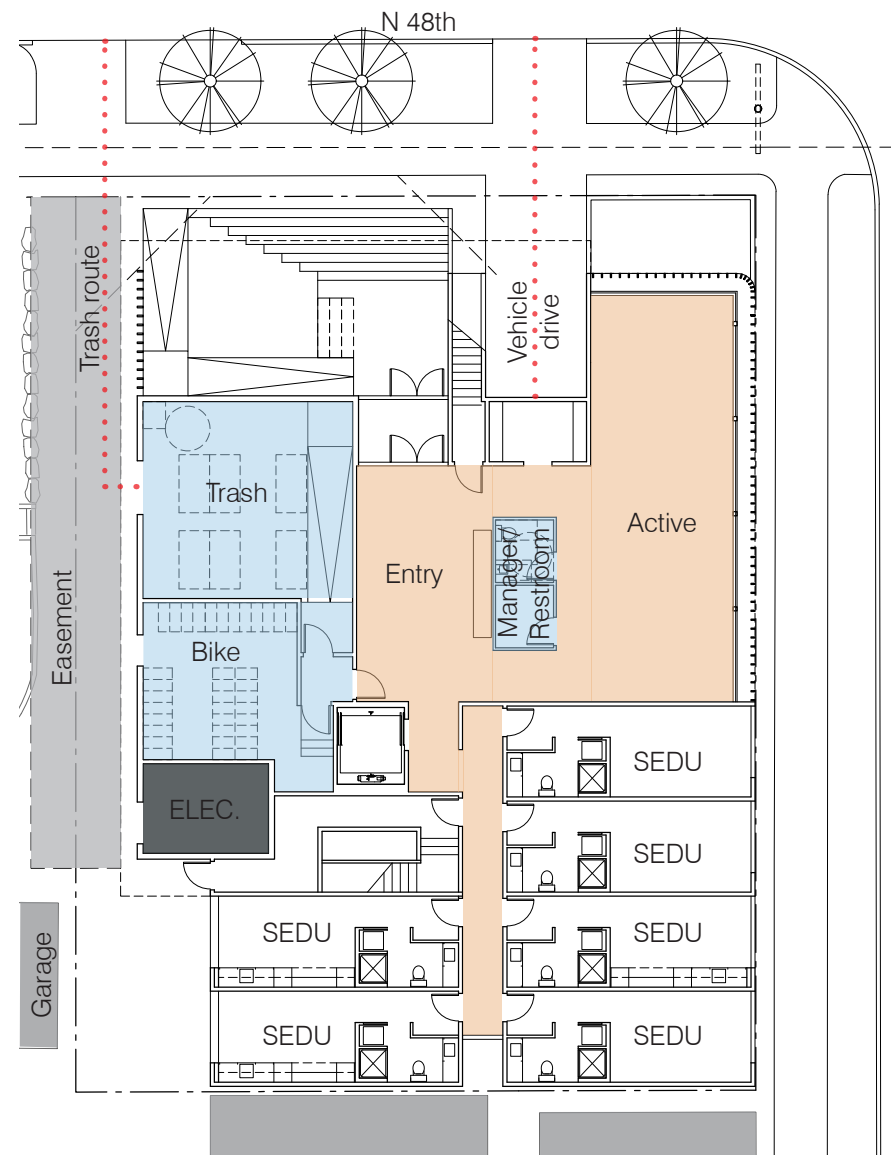 N 48th
Trash route
Vehicle
drive
Trash
Active
Manager/
Restroom
Entry
Easement
Bike
SEDU
ELEC.
SEDU
SEDU
SEDU
Garage
SEDU
SEDU